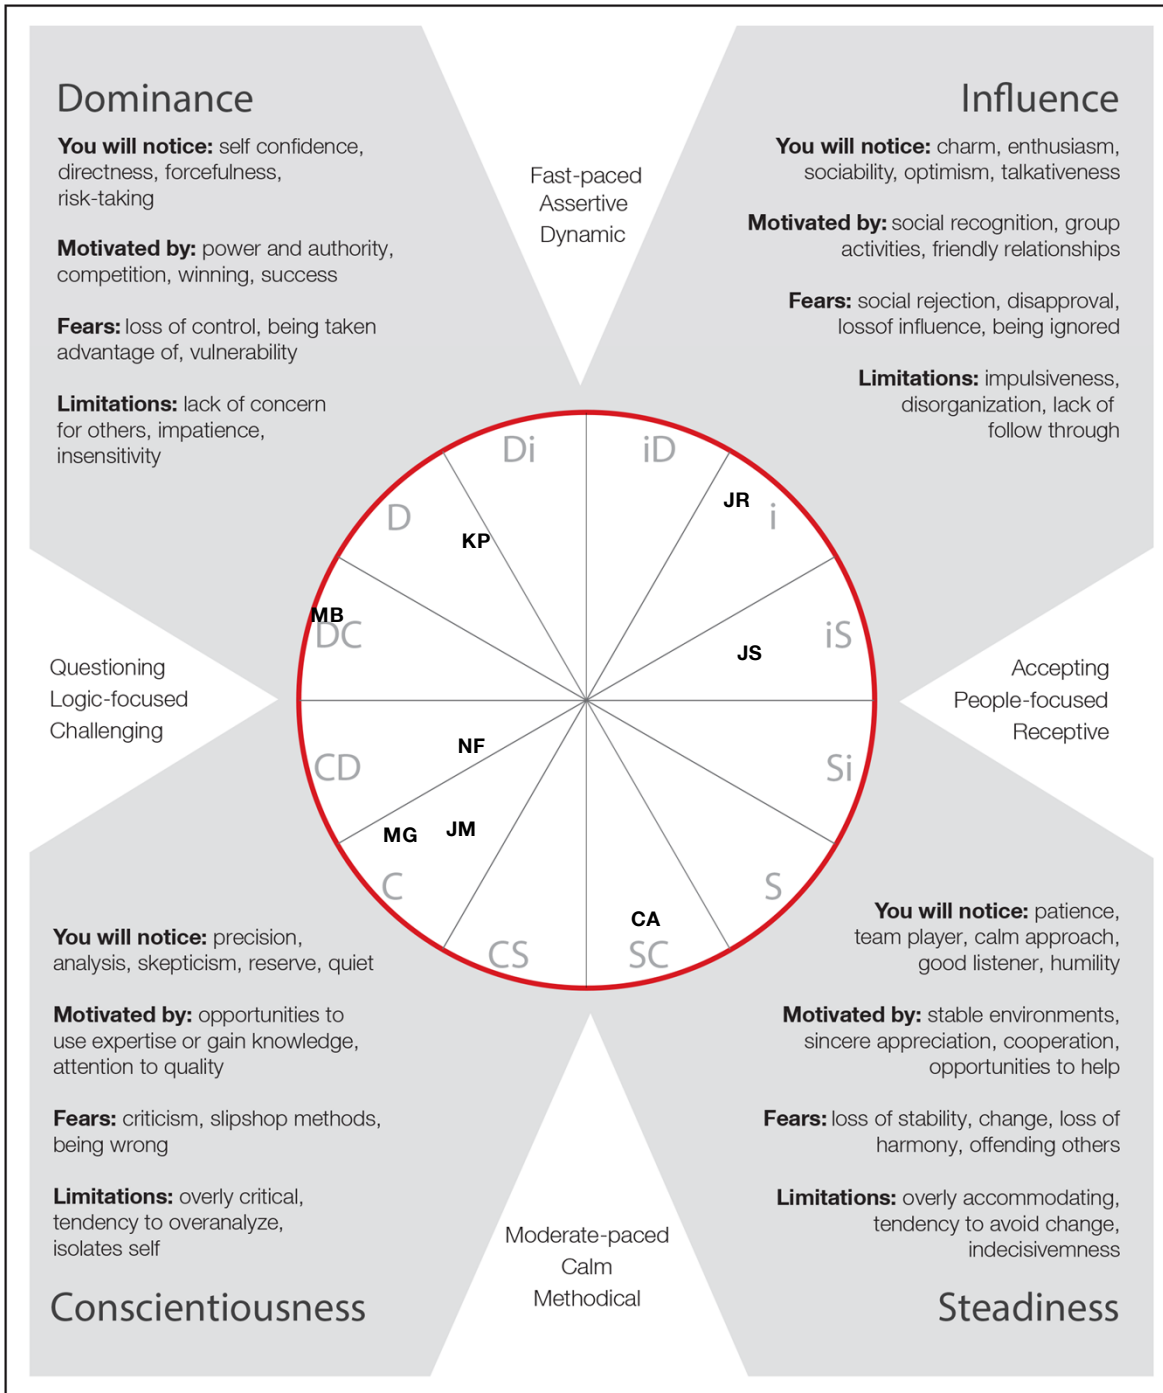 Dominance
You will notice: self confidence,
directness, forcefulness,
risk-taking
Motivated by: power and authority,
competition, winning, success
Fears: loss of control, being taken
advantage of, vulnerability
Limitations: lack of concern
for others, impatience,
insensitivity
Fast-paced
Assertive
Dynamic
Influence
You will notice: charm, enthusiasm,
sociability, optimism, talkativeness
Motivated by: social recognition, group
activities, friendly relationships
Fears: social rejection, disapproval,
lossof influence, being ignored
Limitations: impulsiveness,
disorganization, lack of
follow through
Di
iD
D
KP
JR
i
MB
DC
JS
iS
Questioning
Logic-focused
Challenging
Accepting
People-focused
Receptive
NF
CD
Si
MG
JM
C
S
CA
CS
SC
You will notice: precision,
analysis, skepticism, reserve, quiet
Motivated by: opportunities to
use expertise or gain knowledge,
attention to quality
Fears: criticism, slipshop methods,
being wrong
Limitations: overly critical,
tendency to overanalyze,
isolates self
Conscientiousness
Moderate-paced
Calm
Methodical
You will notice: patience,
team player, calm approach,
good listener, humility
Motivated by: stable environments,
sincere appreciation, cooperation,
opportunities to help
Fears: loss of stability, change, loss of
harmony, offending others
Limitations: overly accommodating,
tendency to avoid change,
indecisivemness
Steadiness